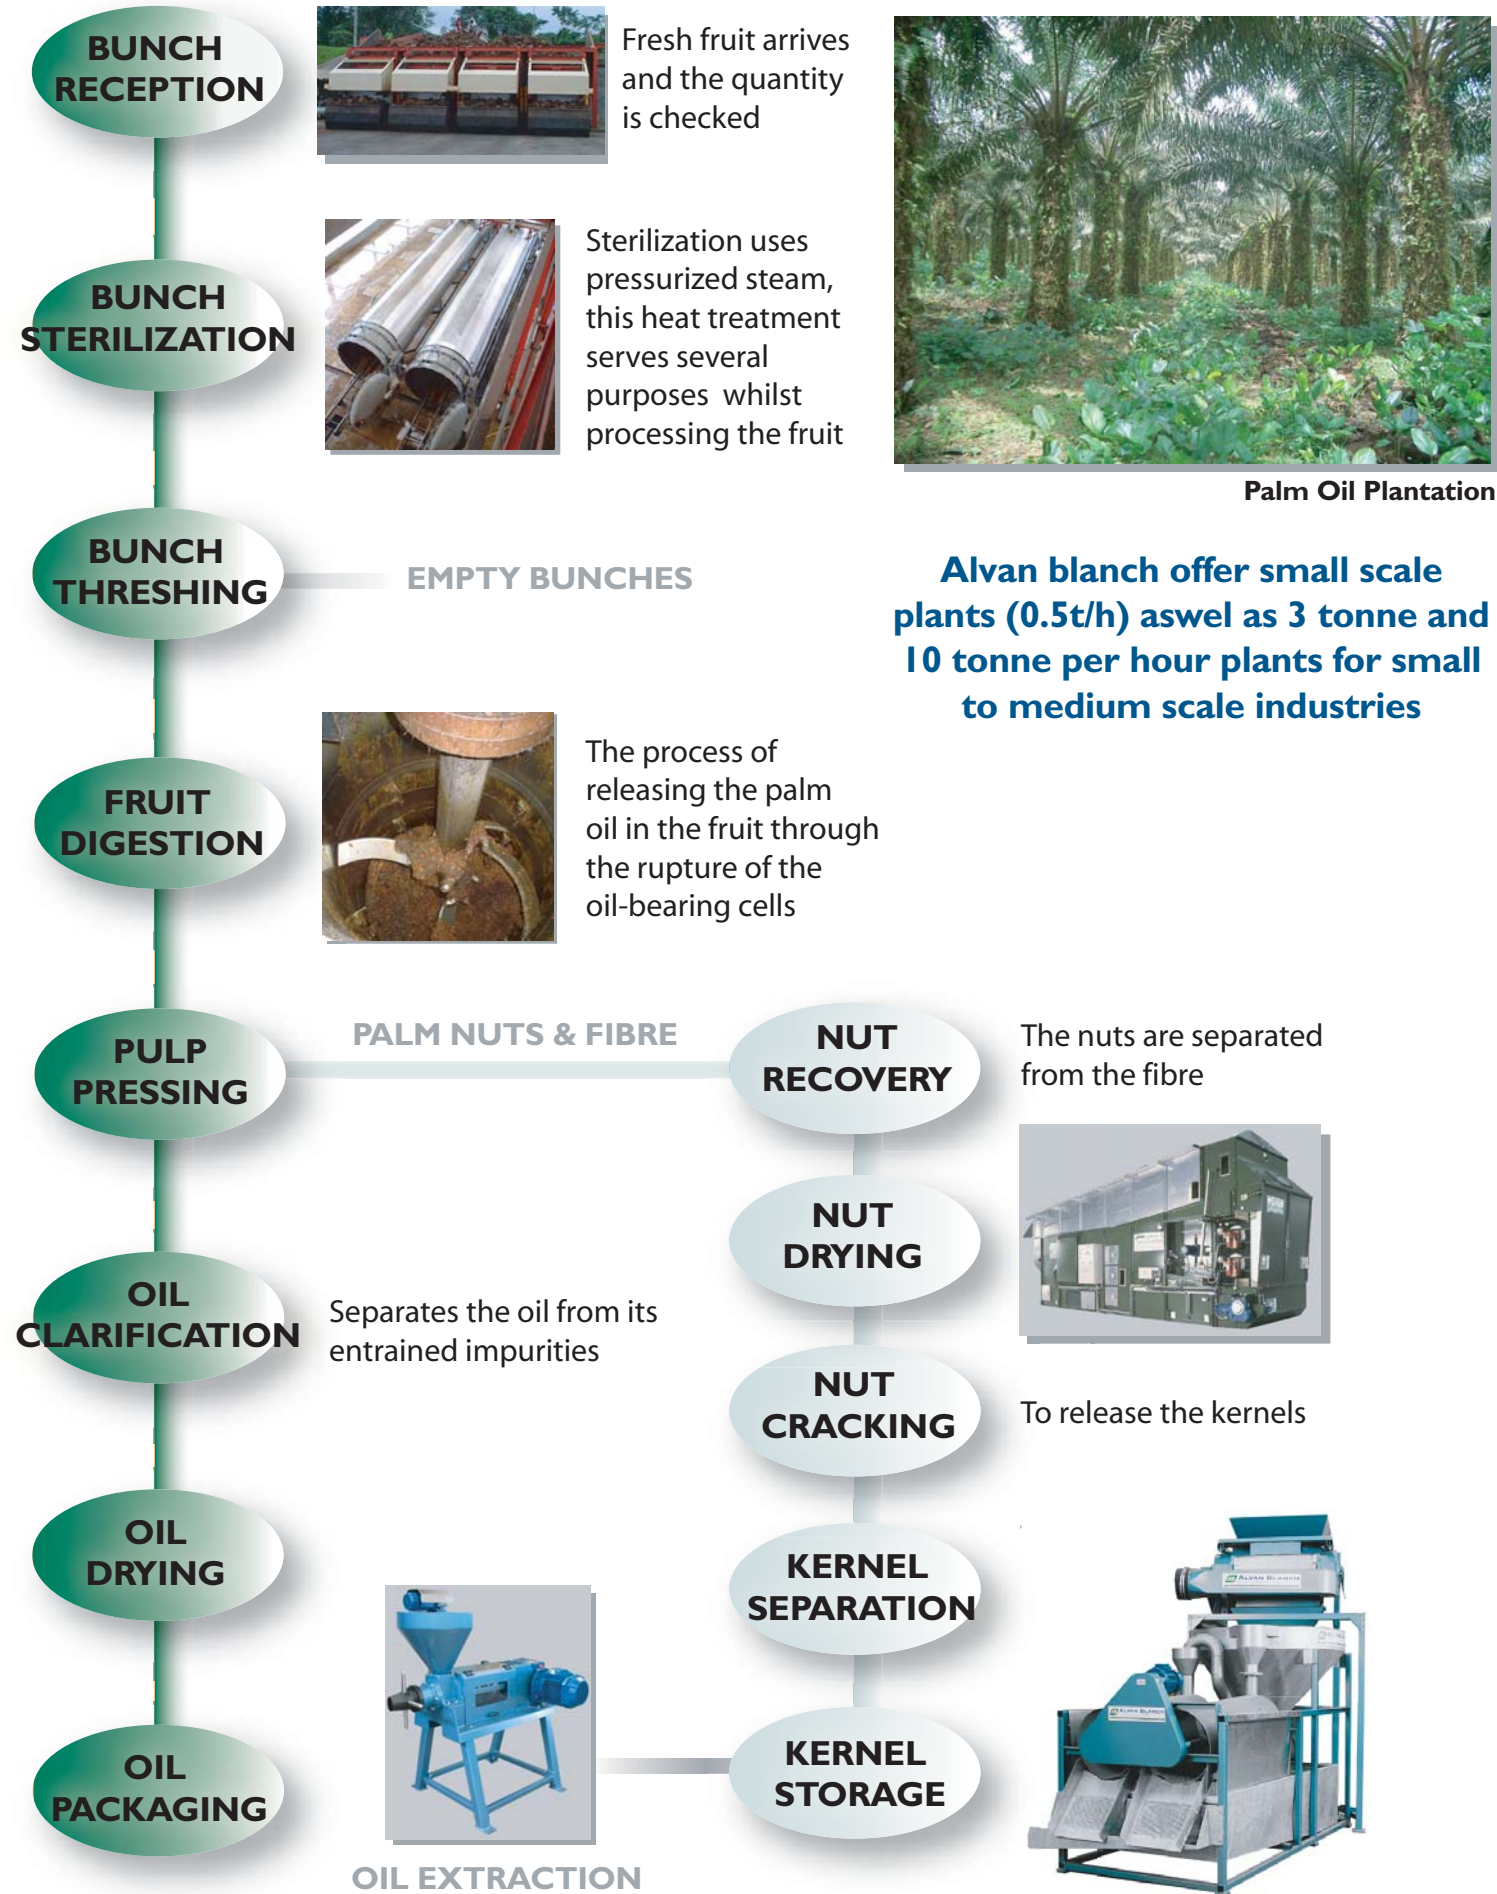 BUNCH
RECEPTION
Fresh fruit arrives
and the quantity
is checked
BUNCH
STERILIZATION
Sterilization uses
pressurized steam,
this heat treatment
serves several
purposes whilst
processing the fruit
Palm Oil Plantation
BUNCH
THRESHING
EMPTY BUNCHES
Alvan blanch offer small scale
plants (0.5t/h) aswel as 3 tonne and
10 tonne per hour plants for small
to medium scale industries
FRUIT
DIGESTION
The process of
releasing the palm
oil in the fruit through
the rupture of the
oil-bearing cells
PULP
PRESSING
PALM NUTS & FIBRE
NUT
RECOVERY
The nuts are separated
from the fibre
NUT
DRYING
OIL
CLARIFICATION
Separates the oil from its
entrained impurities
NUT
CRACKING
To release the kernels
OIL
DRYING
KERNEL
SEPARATION
ALVAN BLANCH
ALVAN BLANCH
OIL
PACKAGING
OIL EXTRACTION
KERNEL
STORAGE